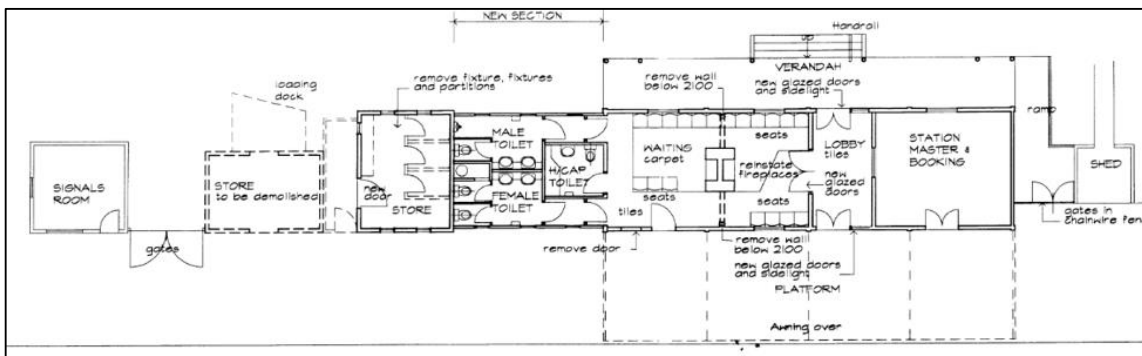 NEW SECTION
Handrail
up
VERANDAH
remove fixture, fixtures
and partitions
remove wall
below 2100
new glazed doors
and sidelight
loading
dock
ramp
MALE
TOILET
seats
WAITING
carpet
LOBBY
tiles
STATION
MASTER &
BOOKING
SHED
SIGNALS
ROOM
STORE
to be demolished
new
door
STORE
H/CAP
TOILET
FEMALE
TOILET
reinstate
fireplaces
seats
seats
new
glazed
doors
tiles
gates
remove door
remove wall
below 2100
new glazed doors
and sidelight
gates in
chainwire fen
PLATFORM
Awning over